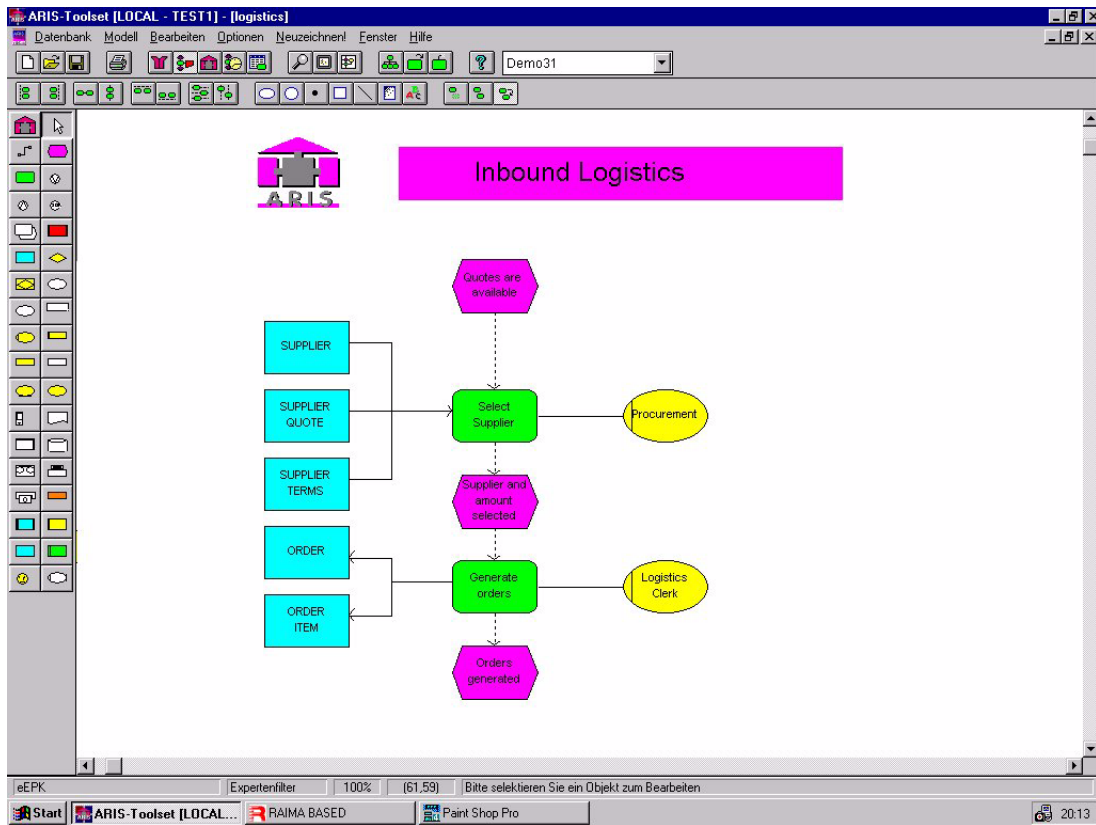 ARIS-Toolset [LOCAL - TEST1] - [logistics]
Datenbank Modell Bearbeiten Optionen Neuzeichnen! Fenster Hilfe
Demo31
ARIS
Inbound Logistics
Quotes are
available
SUPPLIER
SUPPLIER
QUOTE
Select
Supplier
Procurement
SUPPLIER
TERMS
Supplier and
amount
selected
ORDER
Generate
orders
Logistics
Clerk
ORDER
ITEM
Orders
generated
eEPK Expertenfilter 100% (61,59) Bitte selektieren Sie ein Objekt zum Bearbeiten
Start ARIS-Toolset [LOCAL... RAIMA BASED Paint Shop Pro 20:13